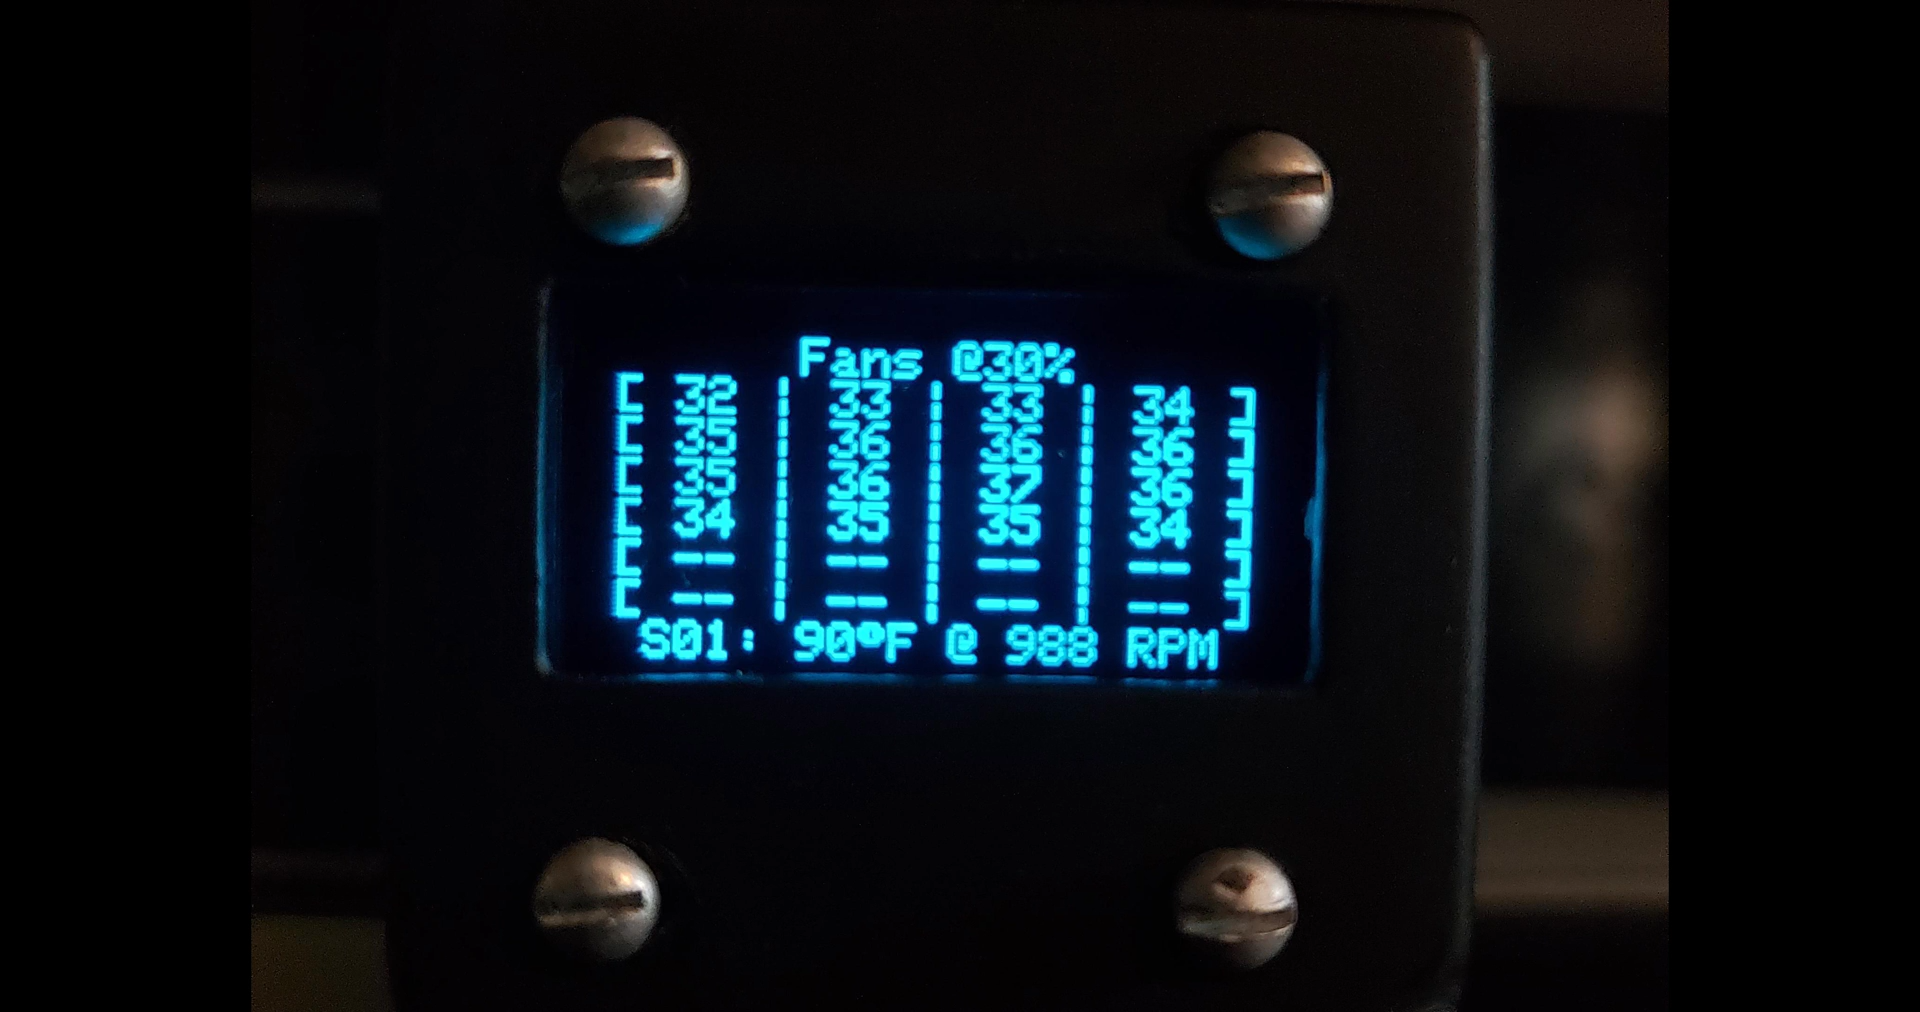 Fans @30%
[ 32 | 33 | 33 | 34 ]
[ 35 | 36 | 36 | 36 ]
[ 35 | 36 | 37 | 36 ]
[ 34 | 35 | 35 | 34 ]
[ -- | -- | -- | -- ]
[ -- | -- | -- | -- ]
S01: 90°F @ 988 RPM